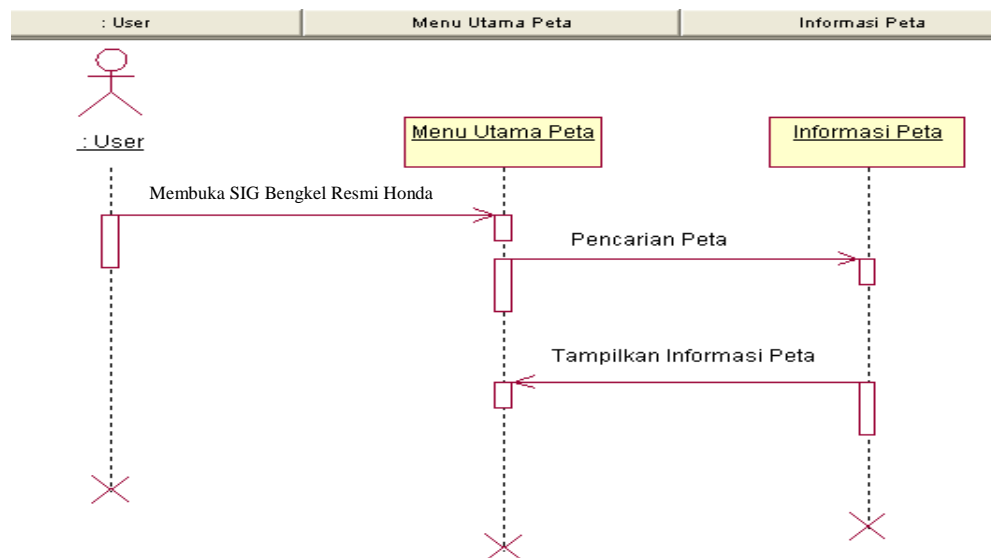 : User
Menu Utama Peta
Informasi Peta
: User
Menu Utama Peta
Informasi Peta
Membuka SIG Bengkel Resmi Honda
Pencarian Peta
Tampilkan Informasi Peta